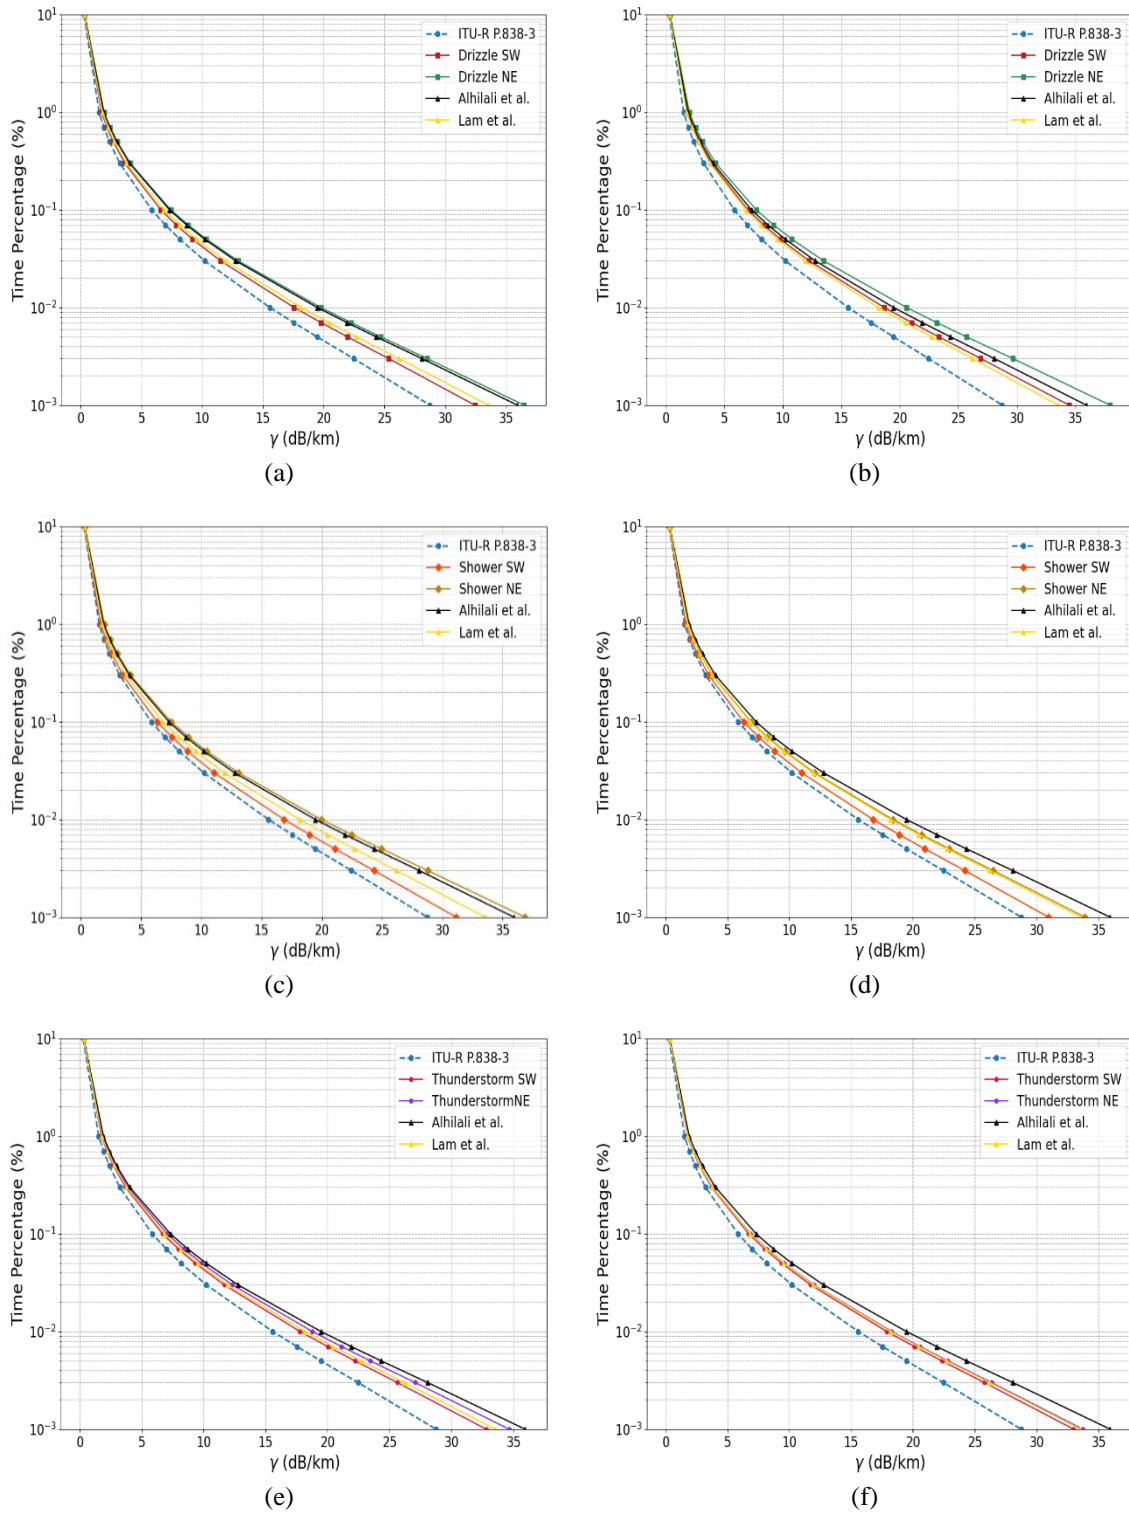 10¹
10⁰
10⁻¹
10⁻²
10⁻³
Time Percentage (%)
0 5 10 15 20 25 30 35
γ (dB/km)
ITU-R P.838-3
Drizzle SW
Drizzle NE
Alhilali et al.
Lam et al.
(a)
10¹
10⁰
10⁻¹
10⁻²
10⁻³
Time Percentage (%)
0 5 10 15 20 25 30 35
γ (dB/km)
ITU-R P.838-3
Drizzle SW
Drizzle NE
Alhilali et al.
Lam et al.
(b)
10¹
10⁰
10⁻¹
10⁻²
10⁻³
Time Percentage (%)
0 5 10 15 20 25 30 35
γ (dB/km)
ITU-R P.838-3
Shower SW
Shower NE
Alhilali et al.
Lam et al.
(c)
10¹
10⁰
10⁻¹
10⁻²
10⁻³
Time Percentage (%)
0 5 10 15 20 25 30 35
γ (dB/km)
ITU-R P.838-3
Shower SW
Shower NE
Alhilali et al.
Lam et al.
(d)
10¹
10⁰
10⁻¹
10⁻²
10⁻³
Time Percentage (%)
0 5 10 15 20 25 30 35
γ (dB/km)
ITU-R P.838-3
Thunderstorm SW
ThunderstormNE
Alhilali et al.
Lam et al.
(e)
10¹
10⁰
10⁻¹
10⁻²
10⁻³
Time Percentage (%)
0 5 10 15 20 25 30 35
γ (dB/km)
ITU-R P.838-3
Thunderstorm SW
Thunderstorm NE
Alhilali et al.
Lam et al.
(f)